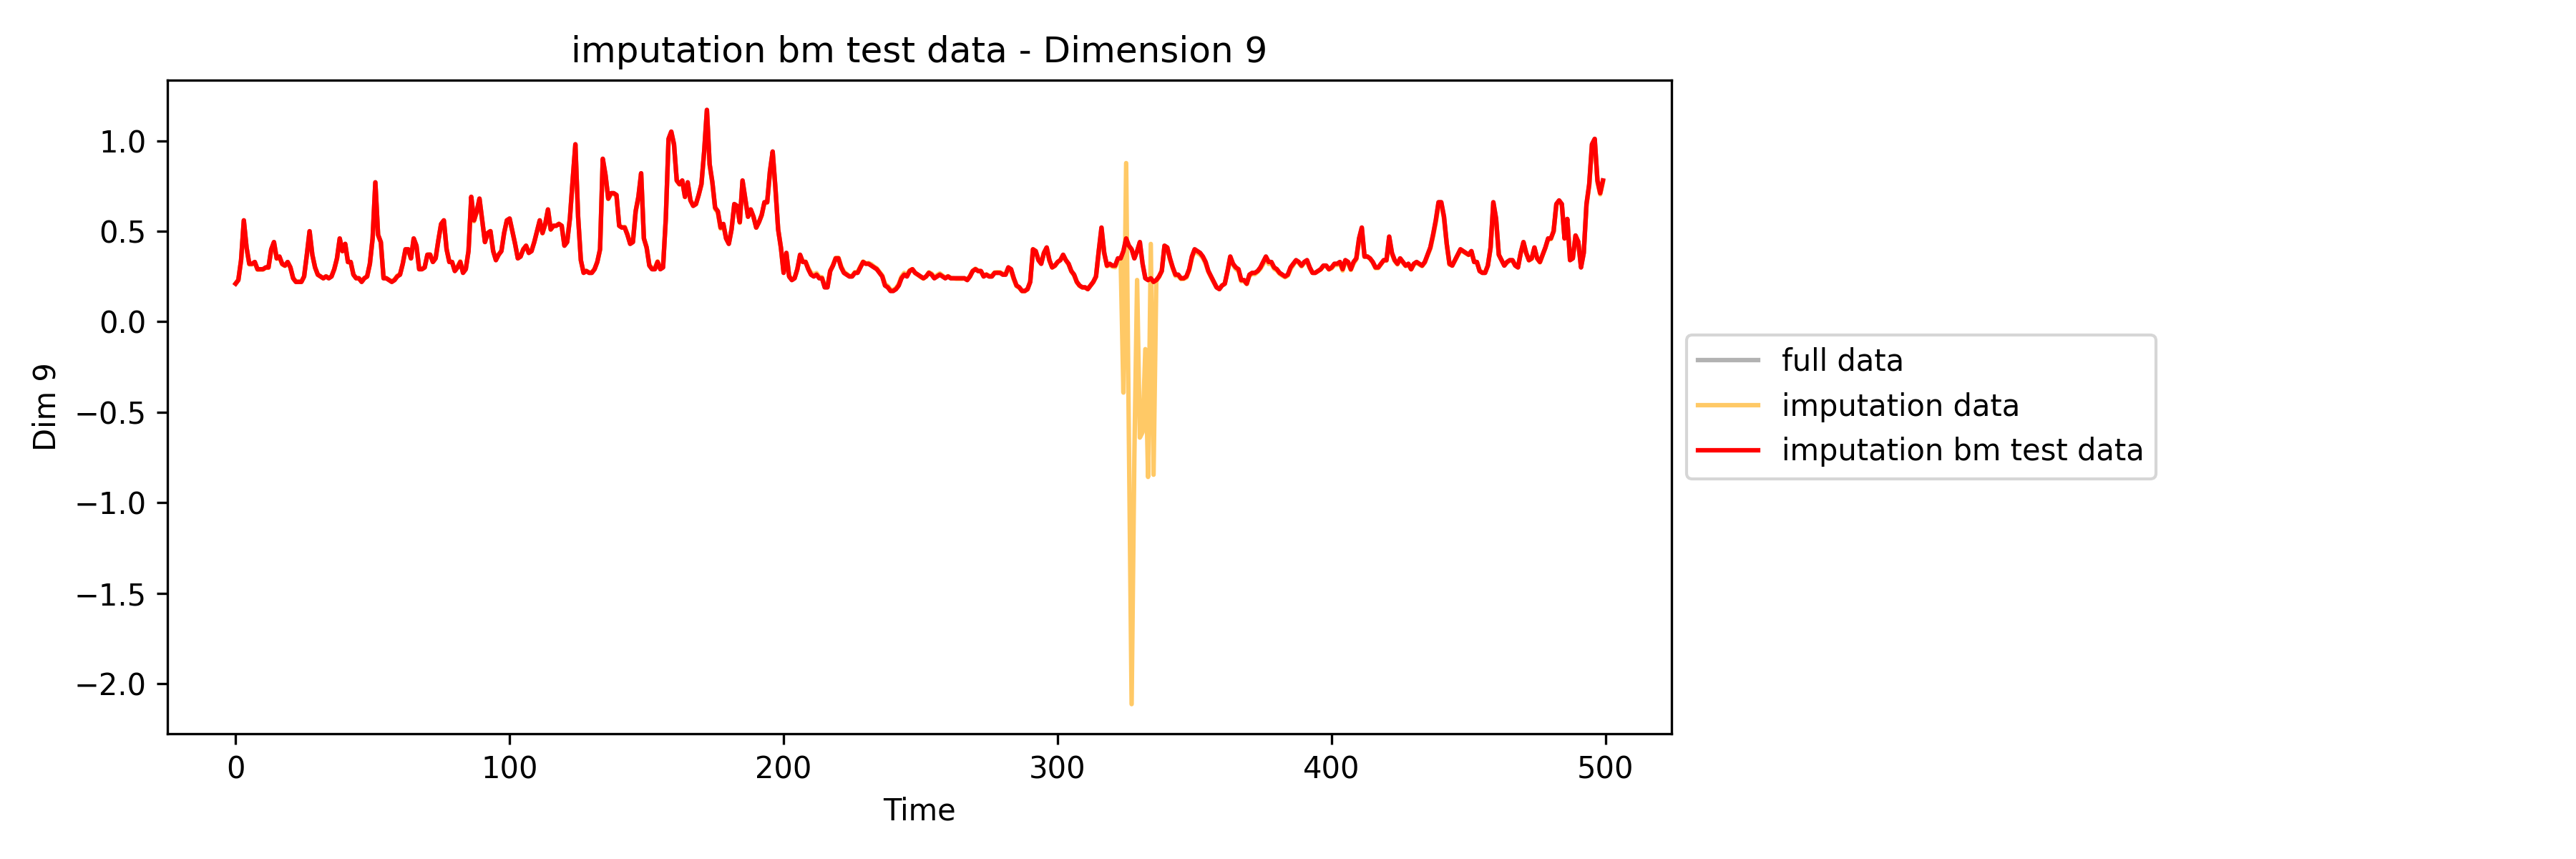 imputation bm test data - Dimension 9
1.0
0.5
0.0
−0.5
−1.0
−1.5
−2.0
Dim 9
0 100 200 300 400 500
Time
full data
imputation data
imputation bm test data